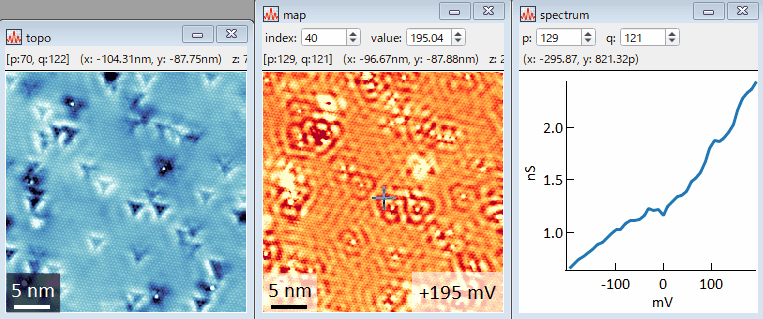 topo
[p:70, q:122] (x: -104.31nm, y: -87.75nm) z: 7
5 nm
map
index: 40 value: 195.04
[p:129, q:121] (x: -96.67nm, y: -87.88nm) z: 2
5 nm
+195 mV
spectrum
p: 129 q: 121
(x: -295.87, y: 821.32p)
2.0
1.5
1.0
nS
-100 0 100
mV